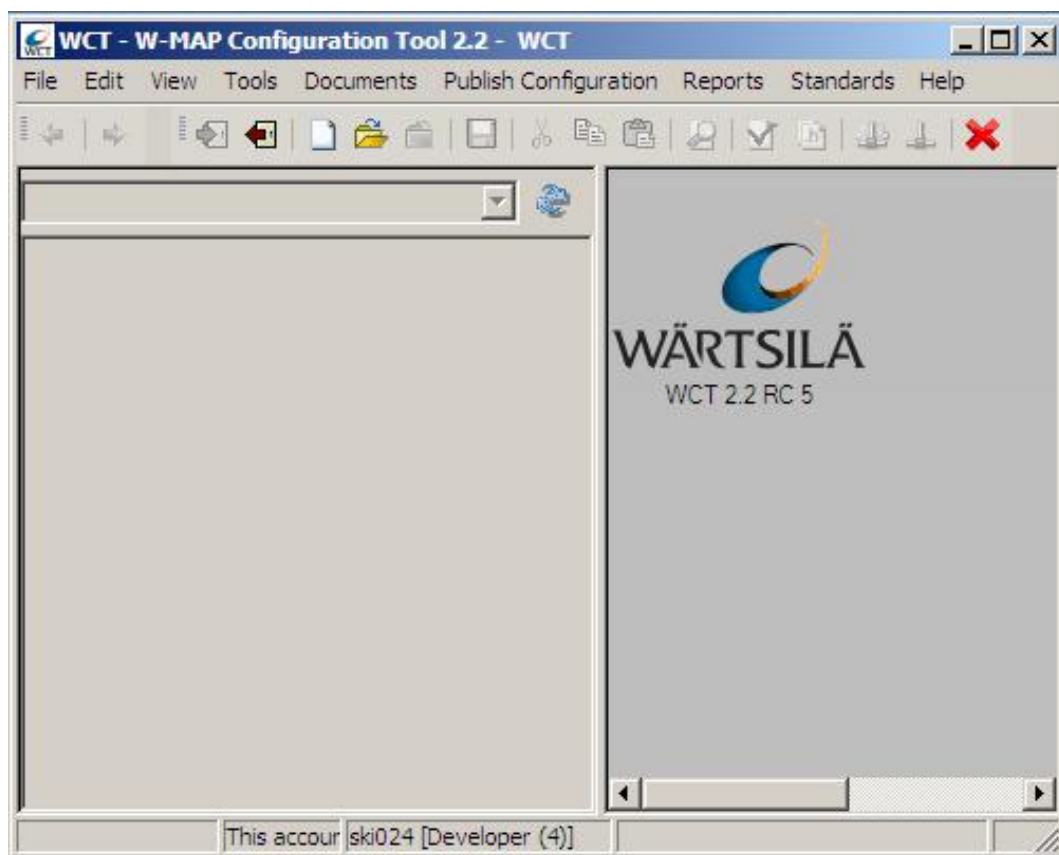 WCT - W-MAP Configuration Tool 2.2 - WCT
File Edit View Tools Documents Publish Configuration Reports Standards Help
WÄRTSILÄ
WCT 2.2 RC 5
This accour ski024 [Developer (4)]